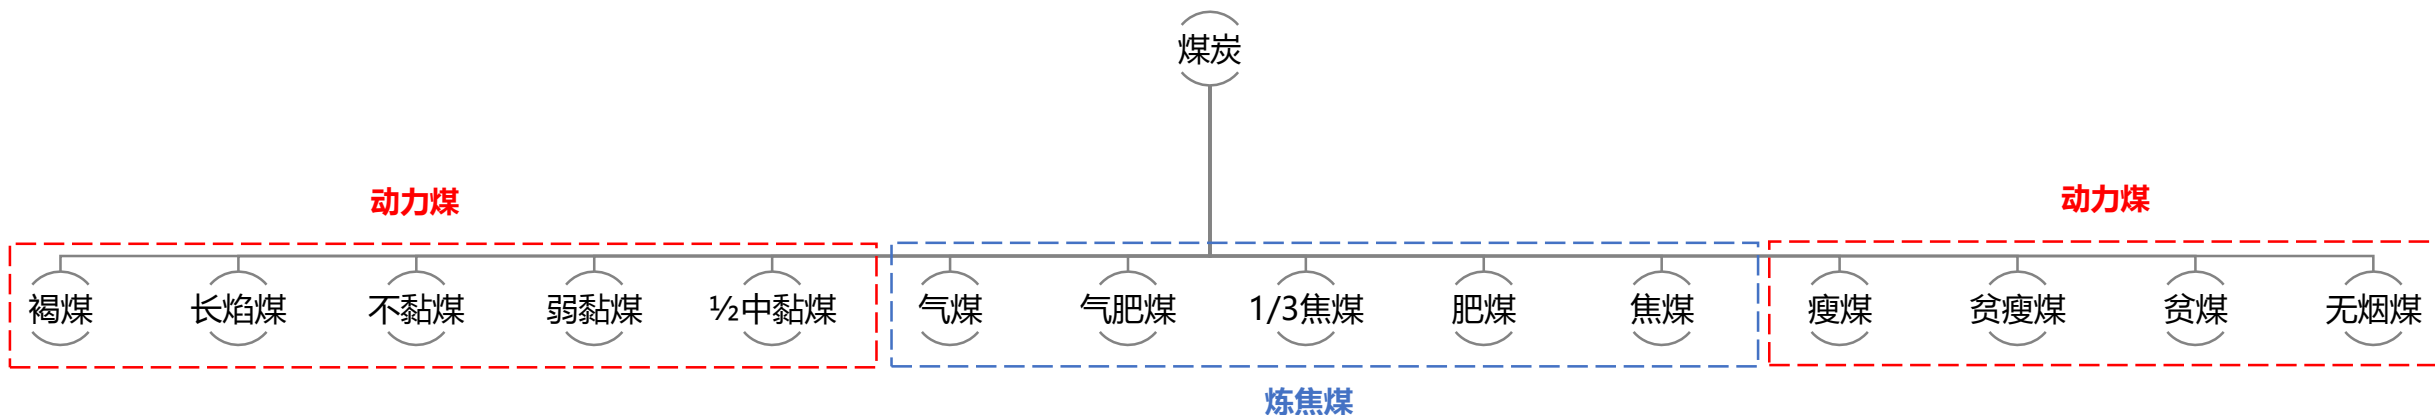 煤炭
动力煤
动力煤
褐煤
长焰煤
不黏煤
弱黏煤
½中黏煤
气煤
气肥煤
1/3焦煤
肥煤
焦煤
瘦煤
贫瘦煤
贫煤
无烟煤
炼焦煤